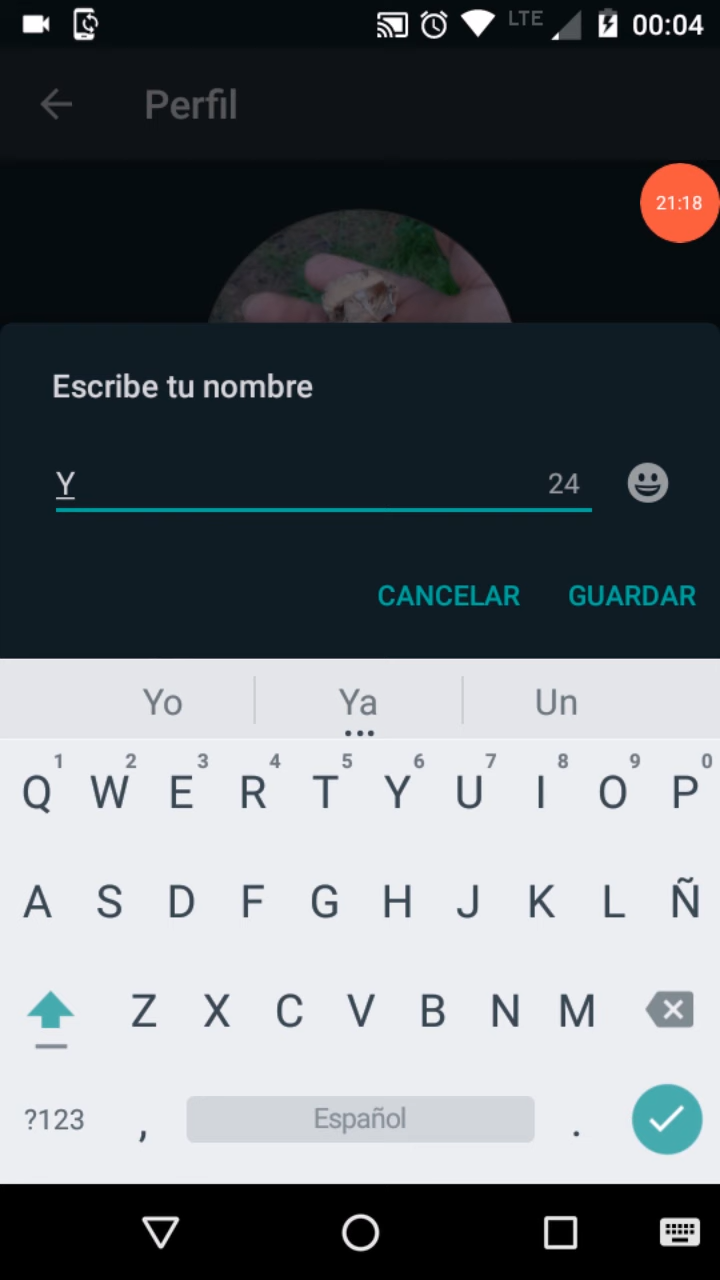 LTE 00:04
Perfil
21:18
Escribe tu nombre
Y 24
CANCELAR GUARDAR
Yo Ya Un
1 2 3 4 5 6 7 8 9 0
Q W E R T Y U I O P
A S D F G H J K L Ñ
Z X C V B N M
?123 , Español .